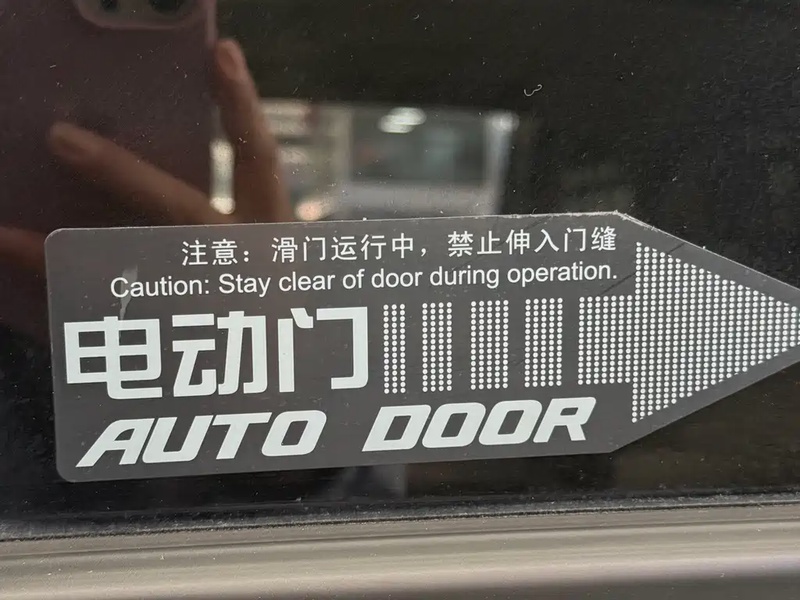 注意：滑门运行中，禁止伸入门缝
Caution: Stay clear of door during operation.
电动门
AUTO DOOR